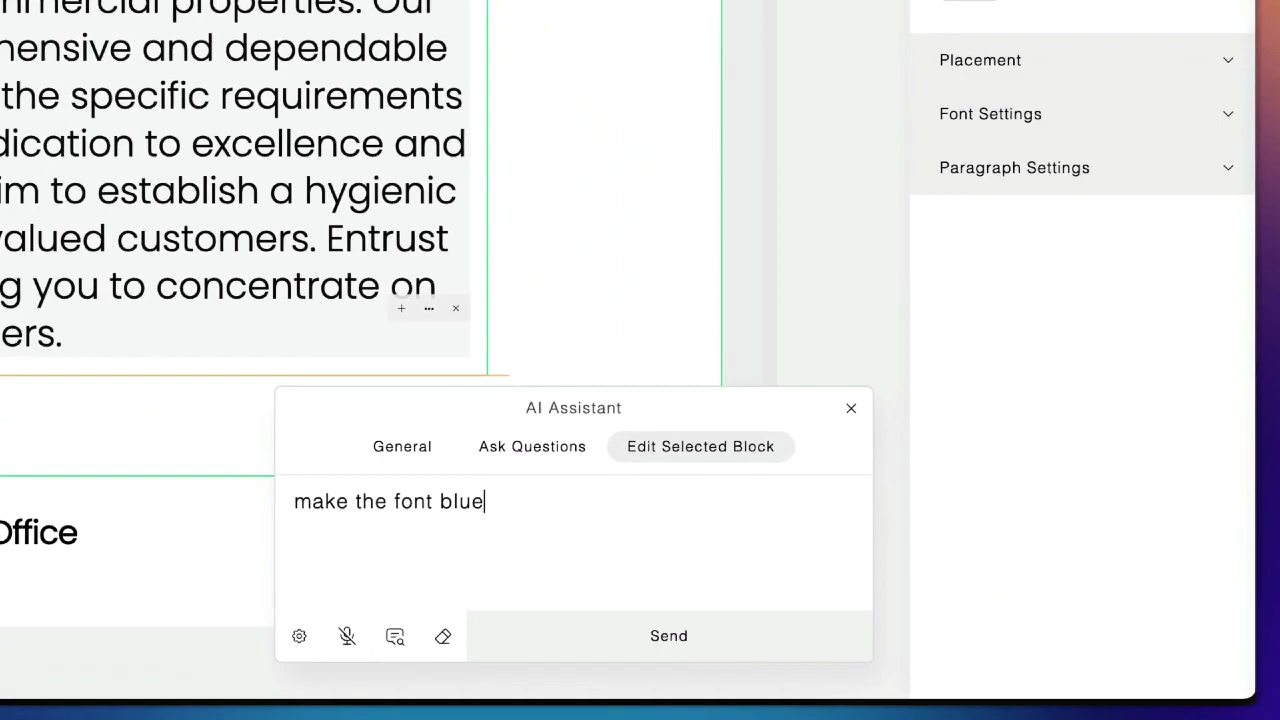 commercial properties. Our
hensive and dependable
the specific requirements
dication to excellence and
im to establish a hygienic
valued customers. Entrust
g you to concentrate on
ers.
Office
Placement
Font Settings
Paragraph Settings
AI Assistant
General
Ask Questions
Edit Selected Block
make the font blue
Send